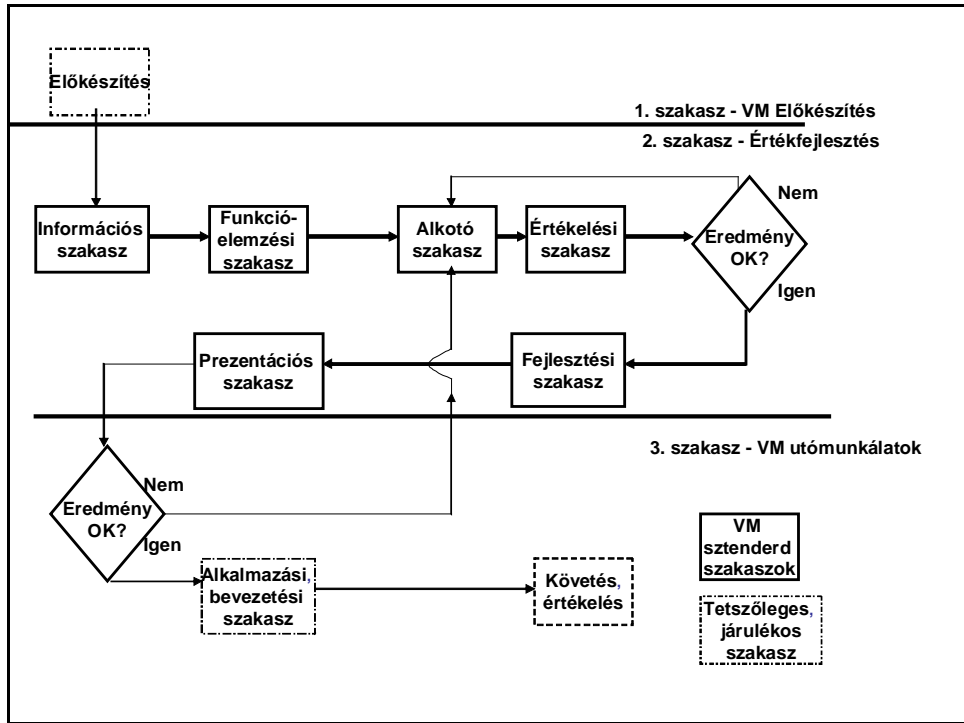 Előkészítés
1. szakasz - VM Előkészítés
2. szakasz - Értékfejlesztés
Információs
szakasz
Funkció-
elemzési
szakasz
Alkotó
szakasz
Értékelési
szakasz
Nem
Eredmény
OK?
Igen
Prezentációs
szakasz
Fejlesztési
szakasz
3. szakasz - VM utómunkálatok
Nem
Eredmény
OK?
Igen
Alkalmazási,
bevezetési
szakasz
Követés,
értékelés
VM
sztenderd
szakaszok
Tetszőleges,
járulékos
szakasz